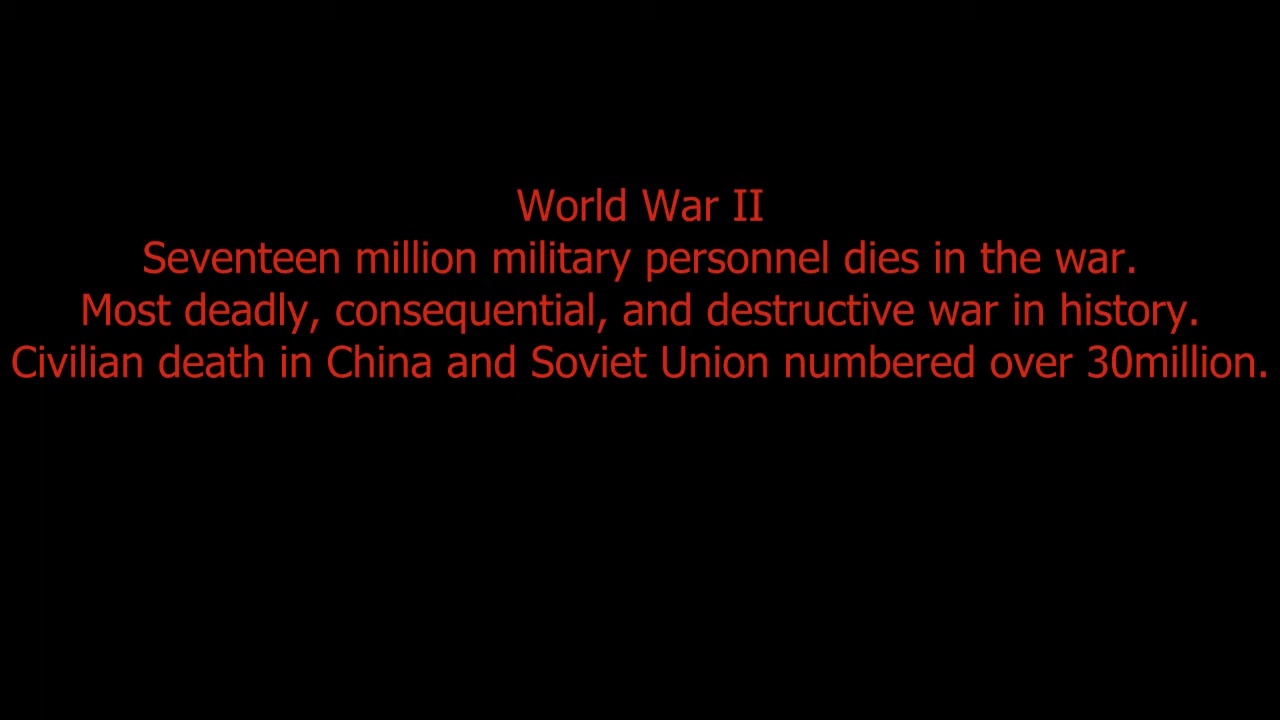 World War II
Seventeen million military personnel dies in the war.
Most deadly, consequential, and destructive war in history.
Civilian death in China and Soviet Union numbered over 30million.